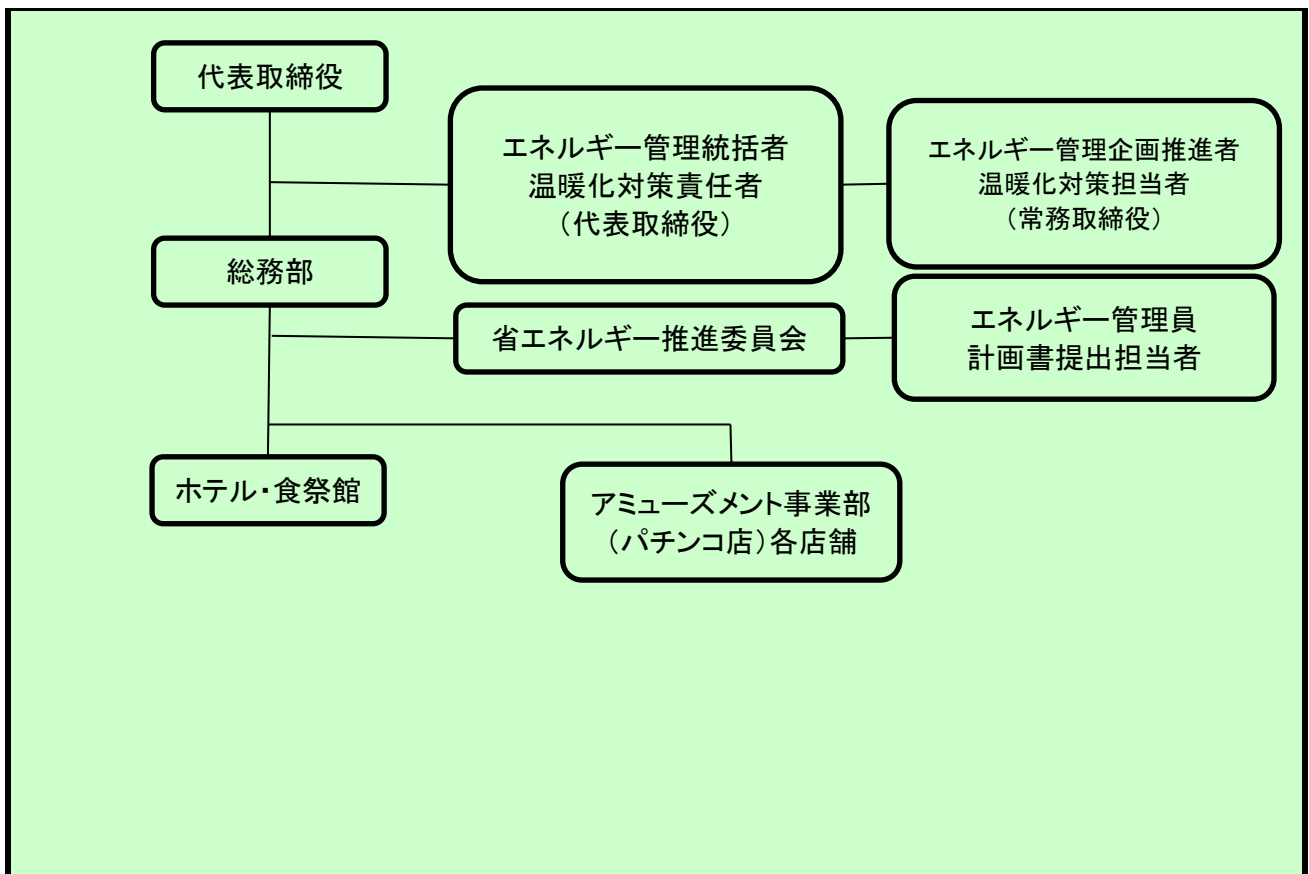 代表取締役
エネルギー管理統括者
温暖化対策責任者
（代表取締役）
エネルギー管理企画推進者
温暖化対策担当者
（常務取締役）
総務部
省エネルギー推進委員会
エネルギー管理員
計画書提出担当者
ホテル・食祭館
アミューズメント事業部
（パチンコ店）各店舗